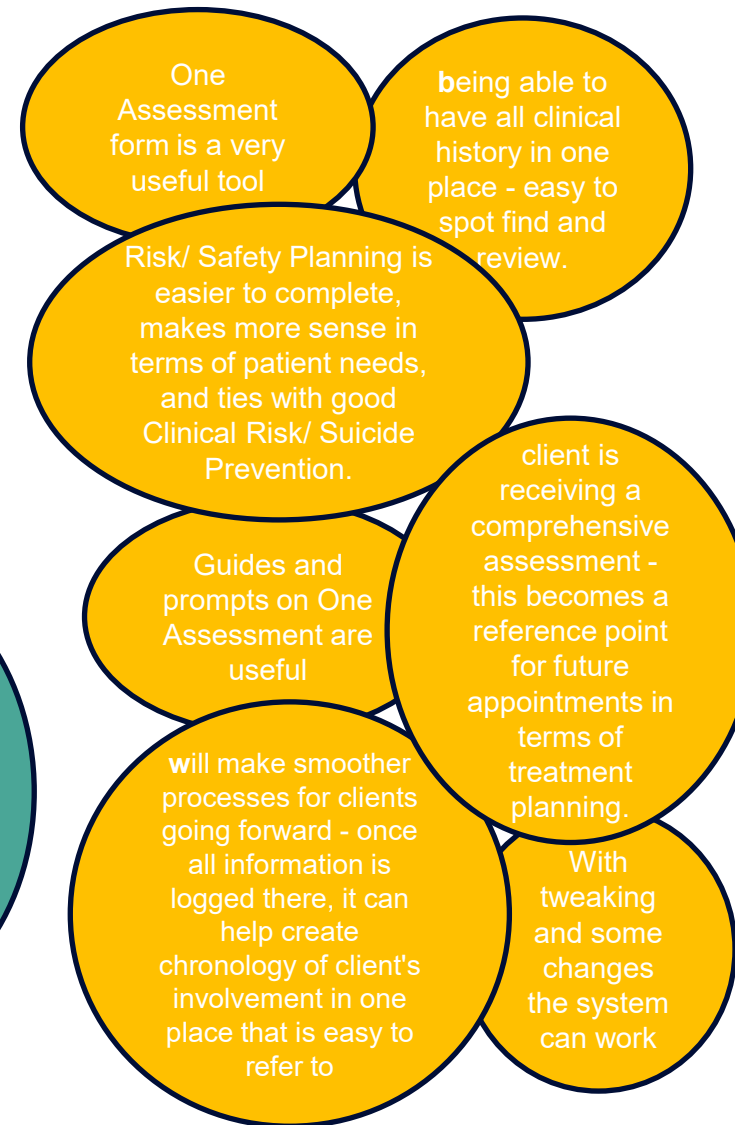 One
Assessment
form is a very
useful tool
being able to
have all clinical
history in one
place - easy to
spot find and
review.
Risk/ Safety Planning is
easier to complete,
makes more sense in
terms of patient needs,
and ties with good
Clinical Risk/ Suicide
Prevention.
client is
receiving a
comprehensive
assessment -
this becomes a
reference point
for future
appointments in
terms of
treatment
planning.
Guides and
prompts on One
Assessment are
useful
will make smoother
processes for clients
going forward - once
all information is
logged there, it can
help create
chronology of client's
involvement in one
place that is easy to
refer to
With
tweaking
and some
changes
the system
can work